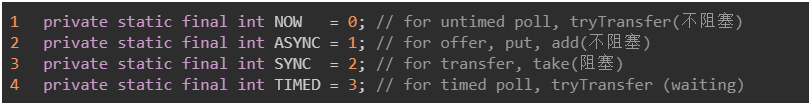 1 private static final int NOW   = 0; // for untimed poll, tryTransfer(不阻塞)
2 private static final int ASYNC = 1; // for offer, put, add(不阻塞)
3 private static final int SYNC  = 2; // for transfer, take(阻塞)
4 private static final int TIMED = 3; // for timed poll, tryTransfer (waiting)